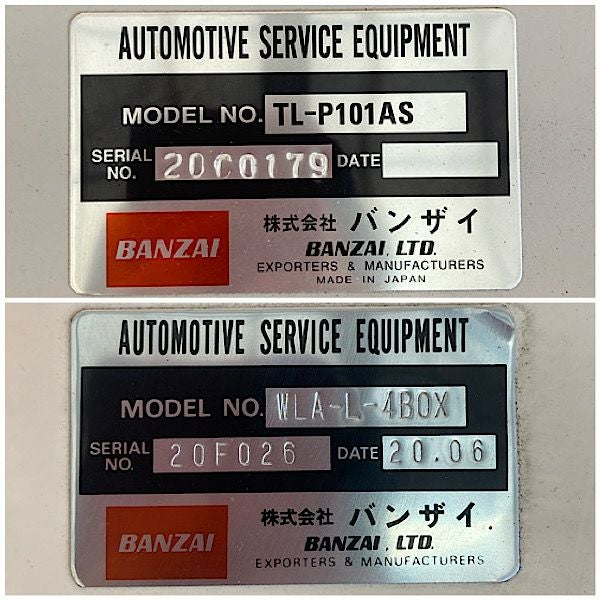 AUTOMOTIVE SERVICE EQUIPMENT
MODEL NO. TL-P101AS
SERIAL NO. 20C0179 DATE
BANZAI
株式会社 バンザイ
BANZAI, LTD.
EXPORTERS & MANUFACTURERS
MADE IN JAPAN
AUTOMOTIVE SERVICE EQUIPMENT
MODEL NO. WLA-L-4BOX
SERIAL NO. 20F026 DATE 20.06
BANZAI
株式会社 バンザイ
BANZAI, LTD.
EXPORTERS & MANUFACTURERS